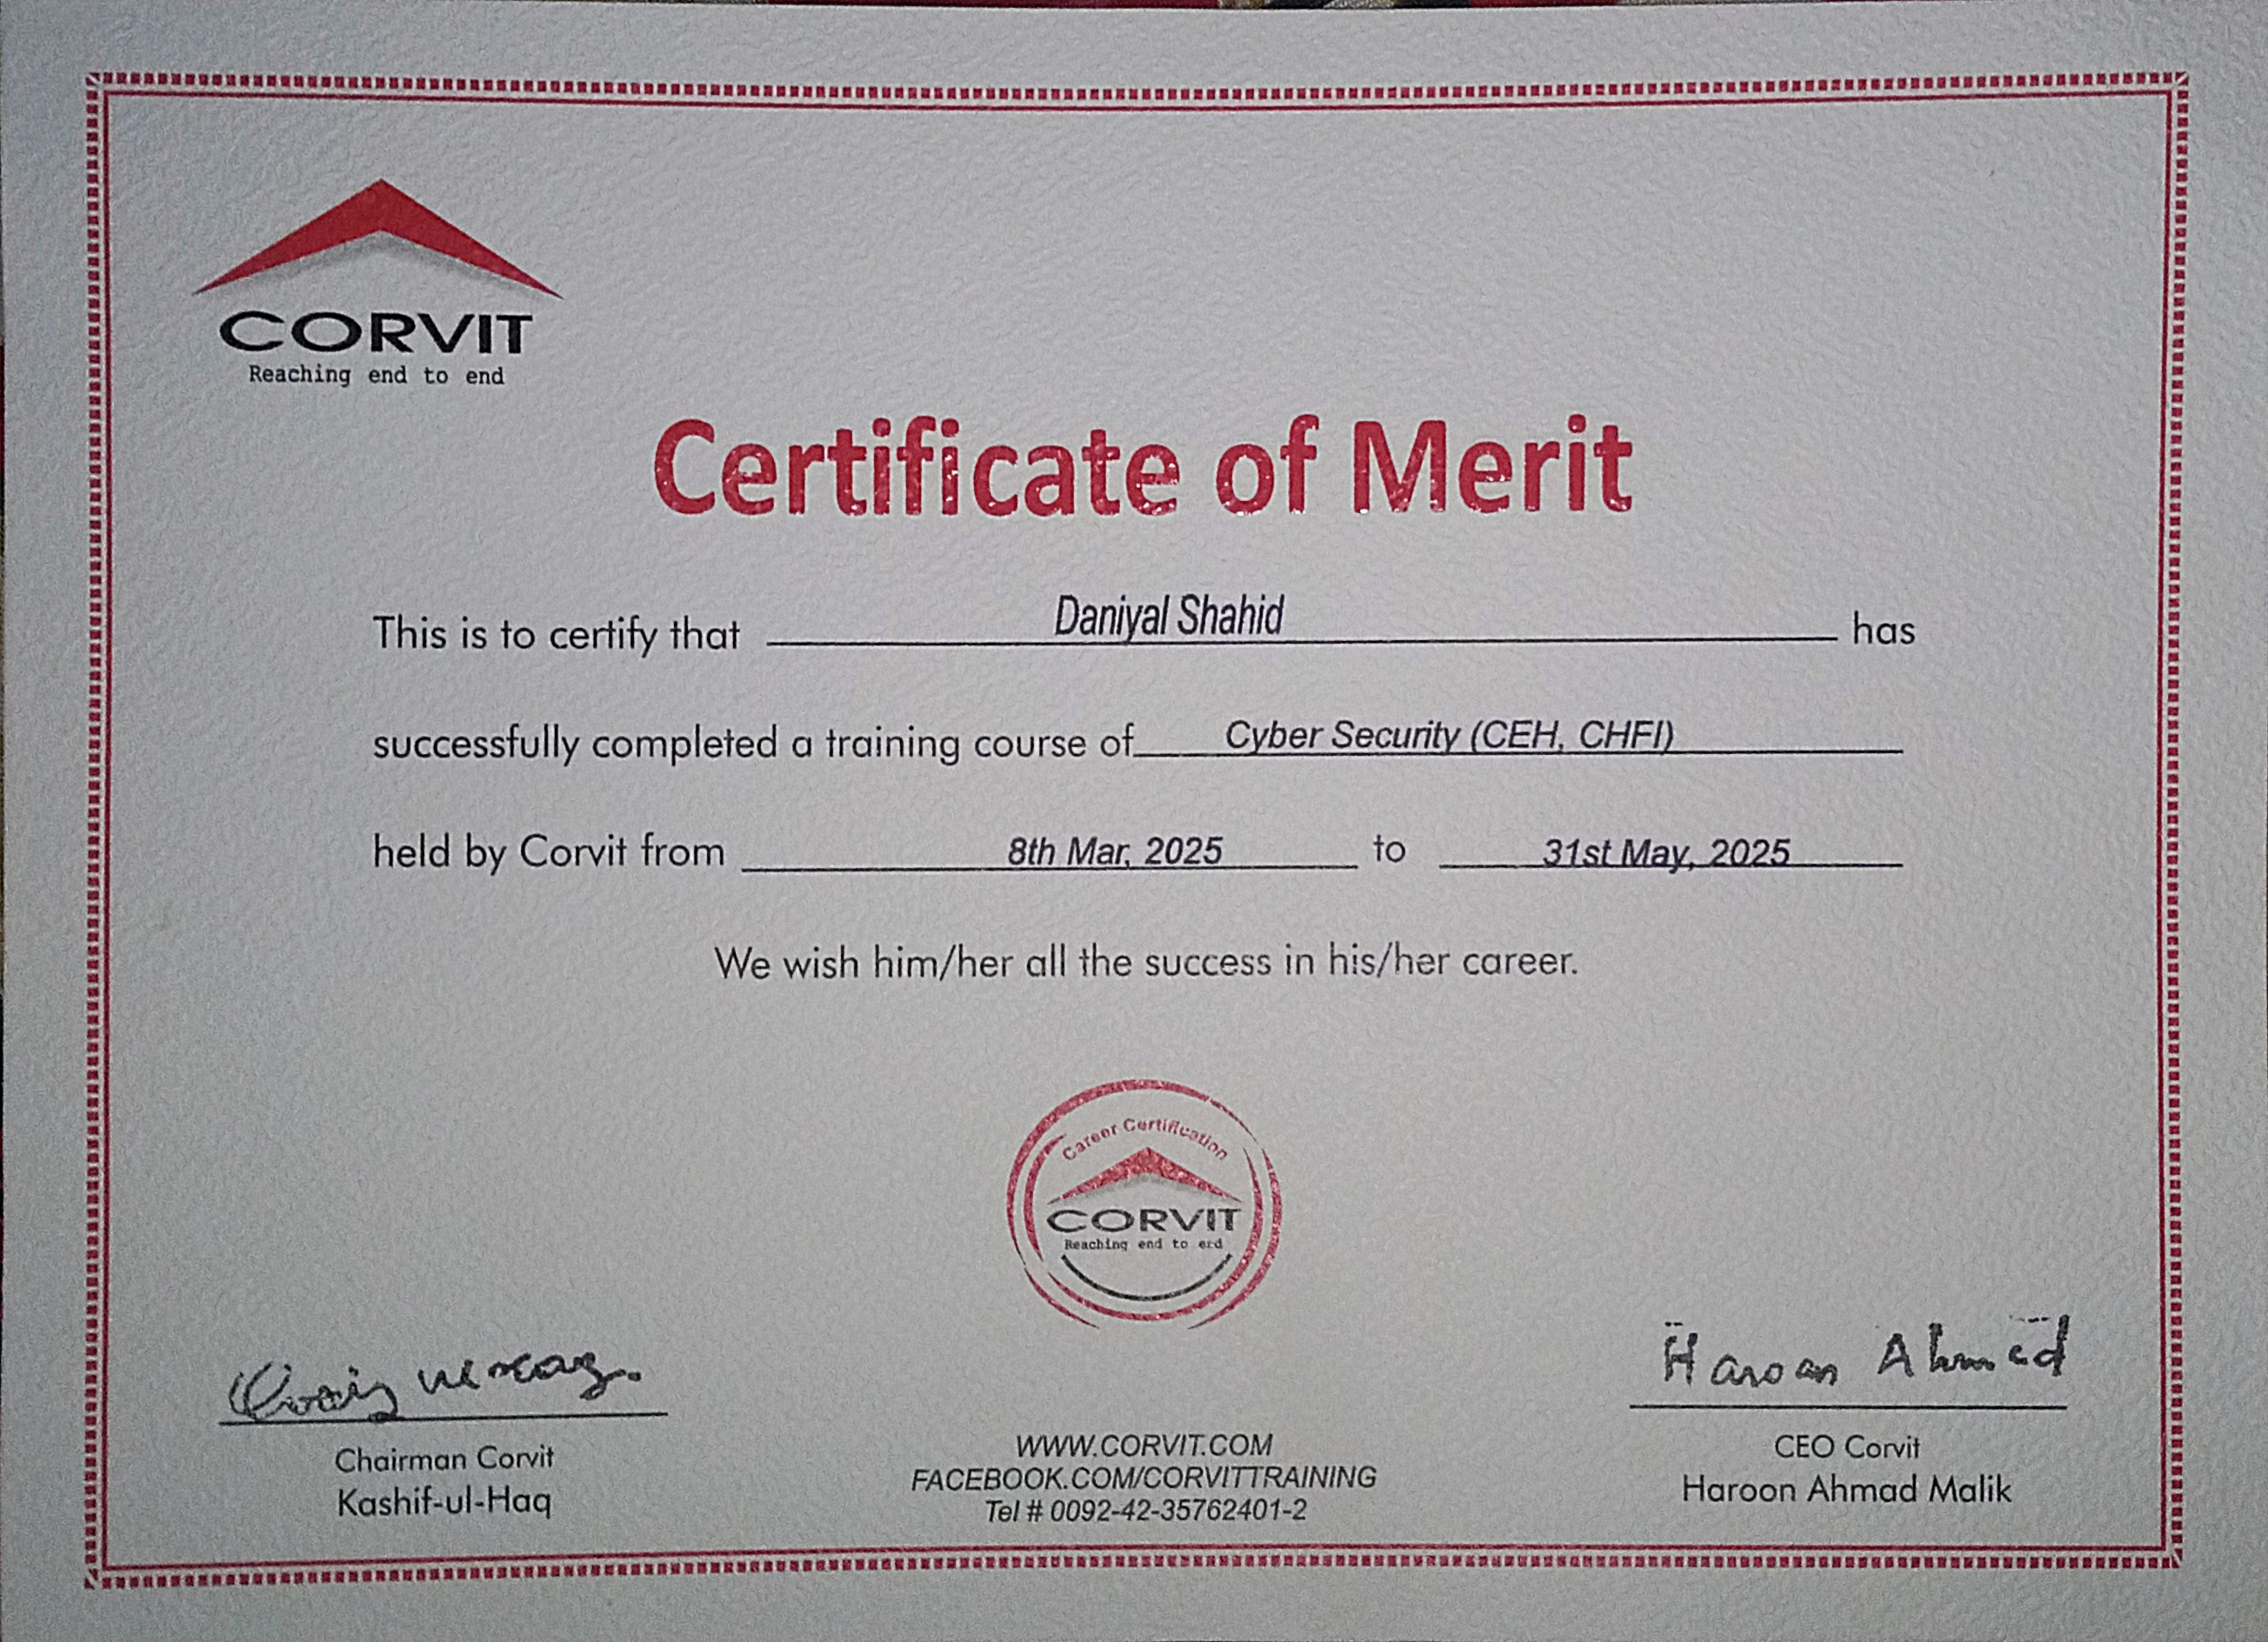 CORVIT
Reaching end to end
Certificate of Merit
This is to certify that Daniyal Shahid has
successfully completed a training course of Cyber Security (CEH, CHFI)
held by Corvit from 8th Mar, 2025 to 31st May, 2025
We wish him/her all the success in his/her career.
Career Certification
CORVIT
Reaching end to end
Haroon Ahmed
Chairman Corvit
Kashif-ul-Haq
WWW.CORVIT.COM
FACEBOOK.COM/CORVITTRAINING
Tel # 0092-42-35762401-2
CEO Corvit
Haroon Ahmad Malik